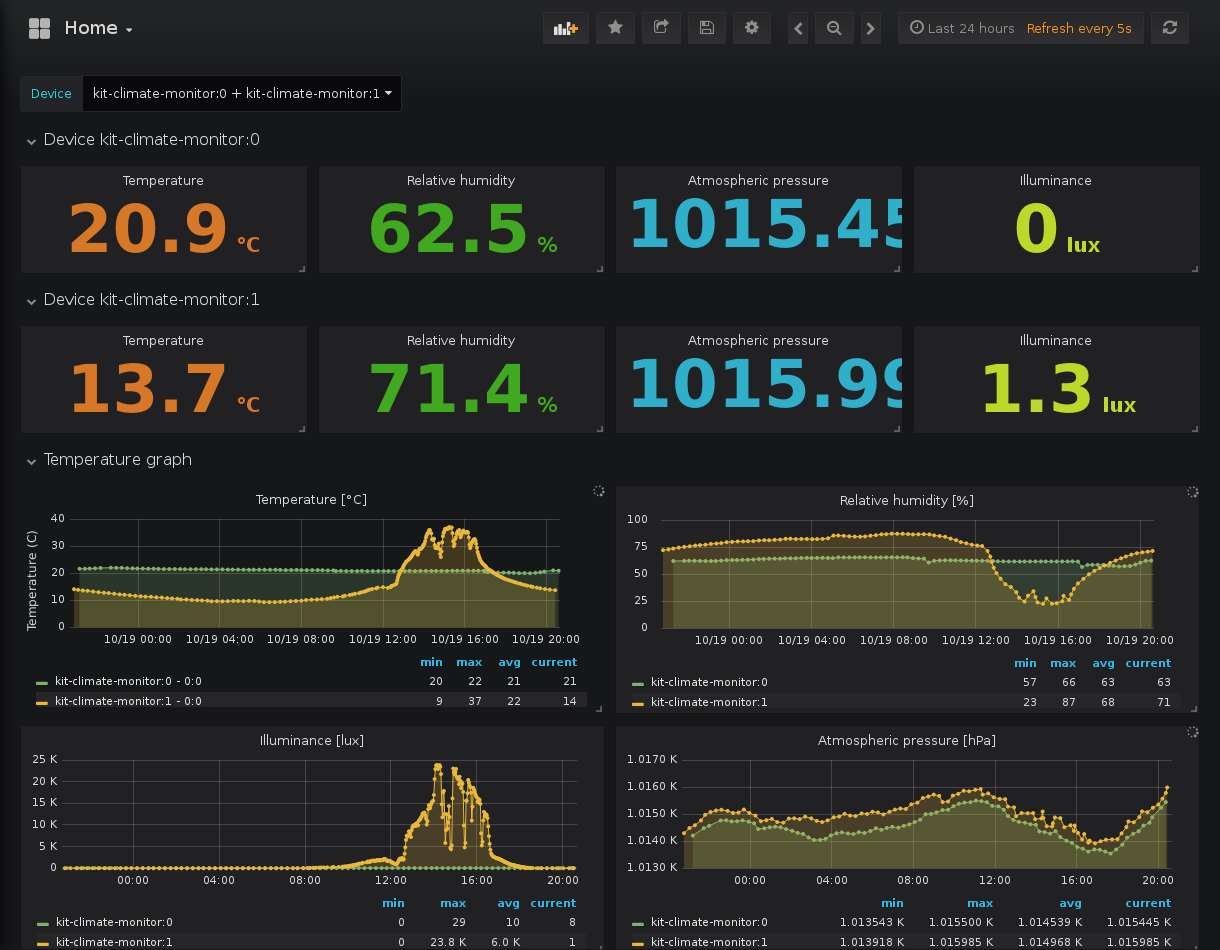 Home
Last 24 hours Refresh every 5s
Device kit-climate-monitor:0 + kit-climate-monitor:1
Device kit-climate-monitor:0
Temperature Relative humidity Atmospheric pressure Illuminance
20.9 °C 62.5 % 1015.45 0 lux
Device kit-climate-monitor:1
Temperature Relative humidity Atmospheric pressure Illuminance
13.7 °C 71.4 % 1015.99 1.3 lux
Temperature graph
Temperature [°C]
Temperature (C)
40
30
20
10
0
10/19 00:00 10/19 04:00 10/19 08:00 10/19 12:00 10/19 16:00 10/19 20:00
min max avg current
kit-climate-monitor:0 - 0:0 20 22 21 21
kit-climate-monitor:1 - 0:0 9 37 22 14
Relative humidity [%]
100
75
50
25
0
10/19 00:00 10/19 04:00 10/19 08:00 10/19 12:00 10/19 16:00 10/19 20:00
min max avg current
kit-climate-monitor:0 57 66 63 63
kit-climate-monitor:1 23 87 68 71
Illuminance [lux]
25 K
20 K
15 K
10 K
5 K
0
00:00 04:00 08:00 12:00 16:00 20:00
min max avg current
kit-climate-monitor:0 0 29 10 8
kit-climate-monitor:1 0 23.8 K 6.0 K 1
Atmospheric pressure [hPa]
1.0170 K
1.0160 K
1.0150 K
1.0140 K
1.0130 K
00:00 04:00 08:00 12:00 16:00 20:00
min max avg current
kit-climate-monitor:0 1.013543 K 1.015500 K 1.014539 K 1.015445 K
kit-climate-monitor:1 1.013918 K 1.015985 K 1.014968 K 1.015985 K